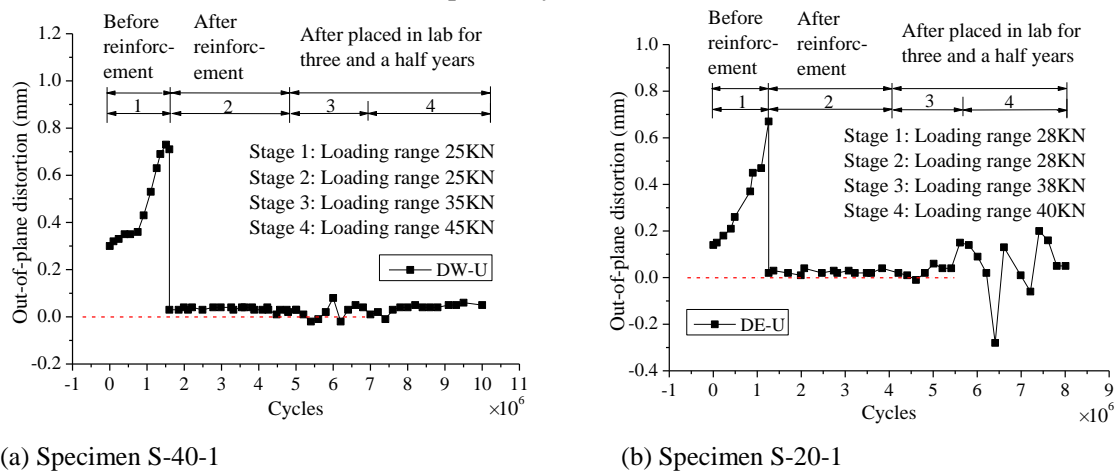 Before
reinforc-
ement
After
reinforc-
ement
After placed in lab for
three and a half years
1 2 3 4
Stage 1: Loading range 25KN
Stage 2: Loading range 25KN
Stage 3: Loading range 35KN
Stage 4: Loading range 45KN
DW-U
Out-of-plane distortion (mm)
1.2
1.0
0.8
0.6
0.4
0.2
0.0
-0.2
-1 0 1 2 3 4 5 6 7 8 9 10 11
Cycles
×10⁶
(a) Specimen S-40-1
Before
reinforc-
ement
After
reinforc-
ement
After placed in lab for
three and a half years
1 2 3 4
Stage 1: Loading range 28KN
Stage 2: Loading range 28KN
Stage 3: Loading range 38KN
Stage 4: Loading range 40KN
DE-U
Out-of-plane distortion (mm)
1.0
0.8
0.6
0.4
0.2
0.0
-0.2
-0.4
-1 0 1 2 3 4 5 6 7 8 9
Cycles
×10⁶
(b) Specimen S-20-1